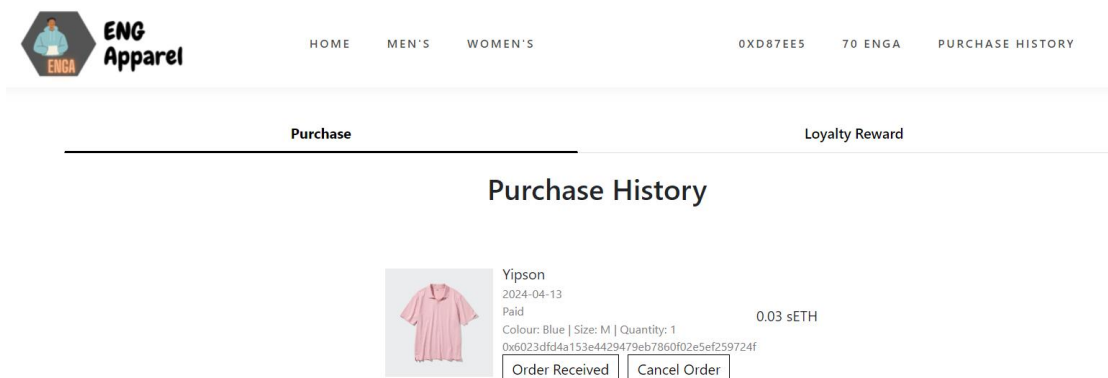 ENG
Apparel
ENGA
HOME MEN'S WOMEN'S 0XD87EE5 70 ENGA PURCHASE HISTORY
Purchase Loyalty Reward
Purchase History
Yipson
2024-04-13
Paid
0.03 sETH
Colour: Blue | Size: M | Quantity: 1
0x6023dfd4a153e4429479eb7860f02e5ef259724f
Order Received Cancel Order